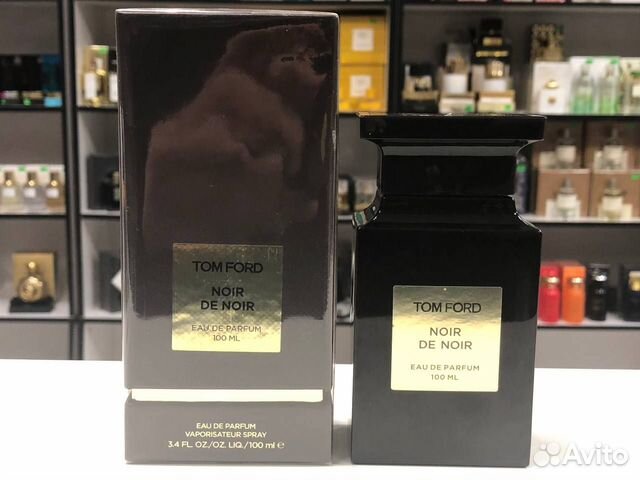 TOM FORD
NOIR
DE NOIR
EAU DE PARFUM
100 ML
EAU DE PARFUM
VAPORISATEUR SPRAY
3.4 FL. OZ./OZ. LIQ./100 ml ℮
TOM FORD
NOIR
DE NOIR
EAU DE PARFUM
100 ML
Avito